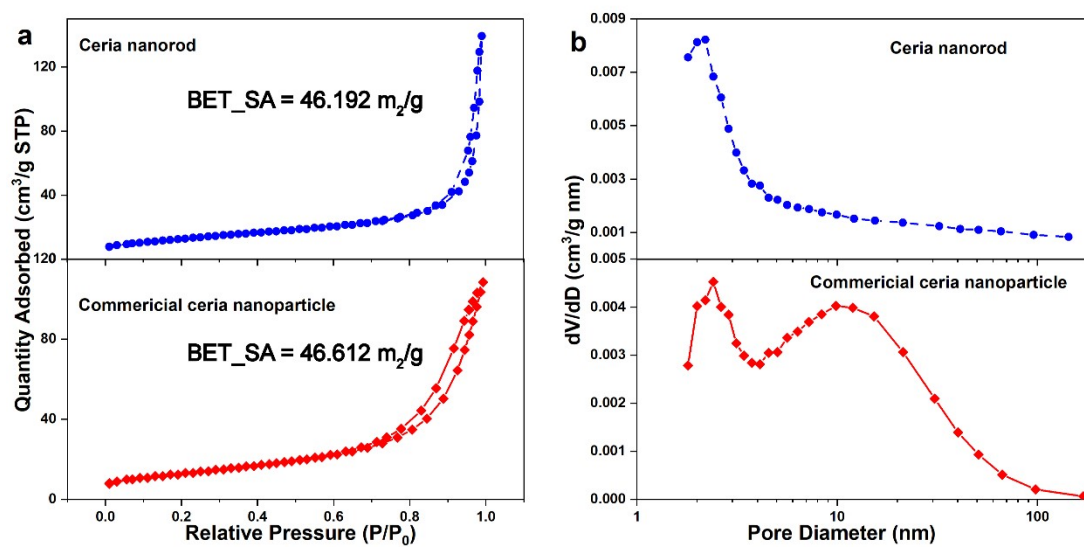 a
Ceria nanorod
BET_SA = 46.192 m2/g
120
80
40
120
Commericial ceria nanoparticle
BET_SA = 46.612 m2/g
80
40
0
0.0 0.2 0.4 0.6 0.8 1.0
Relative Pressure (P/P0)
Quantity Adsorbed (cm3/g STP)
b
Ceria nanorod
0.009
0.007
0.005
0.003
0.001
0.005
Commericial ceria nanoparticle
0.004
0.003
0.002
0.001
0.000
1 10 100
Pore Diameter (nm)
dV/dD (cm3/g nm)